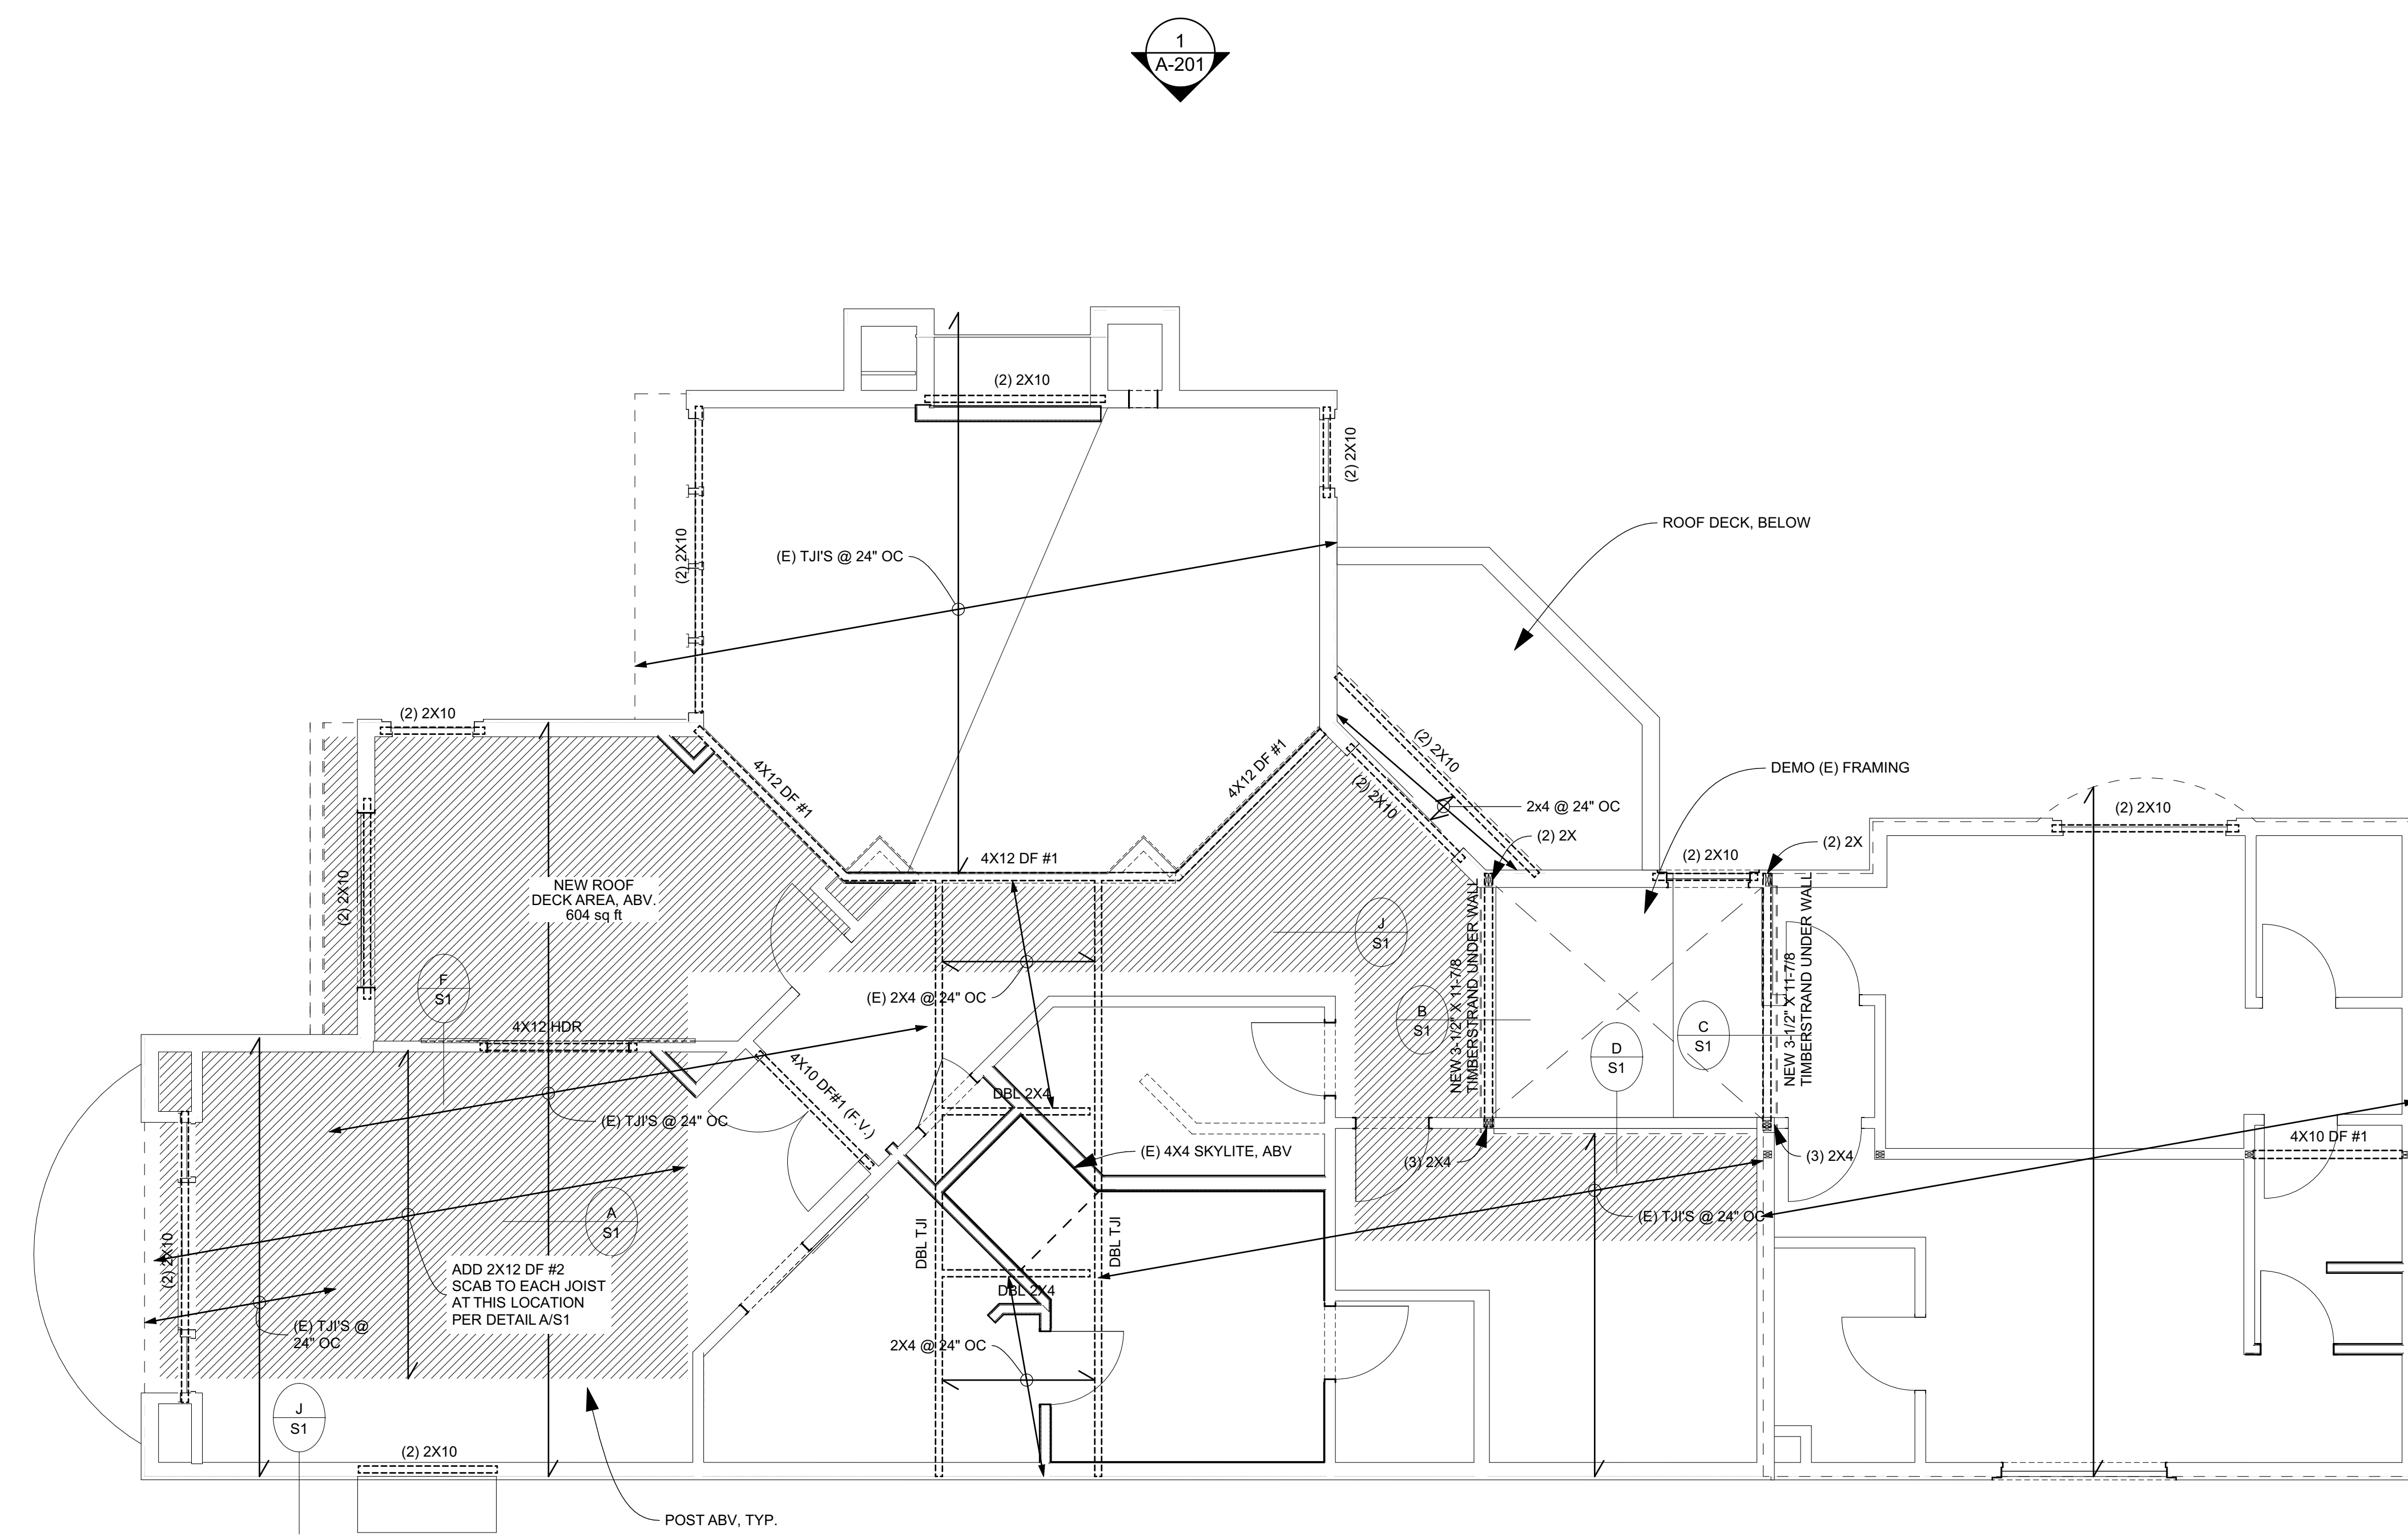 1
A-201
(2) 2X10
(2) 2X10
(2) 2X10
ROOF DECK, BELOW
(E) TJI'S @ 24" OC
(2) 2X10
(2) 2X10
(2) 2X10
4X12 DF #1
4X12 DF #1
4X12 DF #1
DEMO (E) FRAMING
2x4 @ 24" OC
(2) 2X
(2) 2X10
(2) 2X
(2) 2X10
(2) 2X10
NEW ROOF
DECK AREA, ABV.
604 sq ft
(2) 2X10
J
S1
F
S1
(E) 2X4 @ 24" OC
NEW 3-1/2" X 11-7/8
TIMBERSTRAND UNDER WALL
NEW 3-1/2" X 11-7/8
TIMBERSTRAND UNDER WALL
B
S1
C
S1
D
S1
4X12 HDR
4X10 DF#1 (F.V.)
DBL 2X4
(E) TJI'S @ 24" OC
(E) 4X4 SKYLITE, ABV
(3) 2X4
(3) 2X4
4X10 DF #1
A
S1
(E) TJI'S @ 24" OC
DBL TJI
DBL TJI
(2) 2X10
ADD 2X12 DF #2
SCAB TO EACH JOIST
AT THIS LOCATION
PER DETAIL A/S1
DBL 2X4
(E) TJI'S @
24" OC
2X4 @ 24" OC
J
S1
(2) 2X10
POST ABV, TYP.